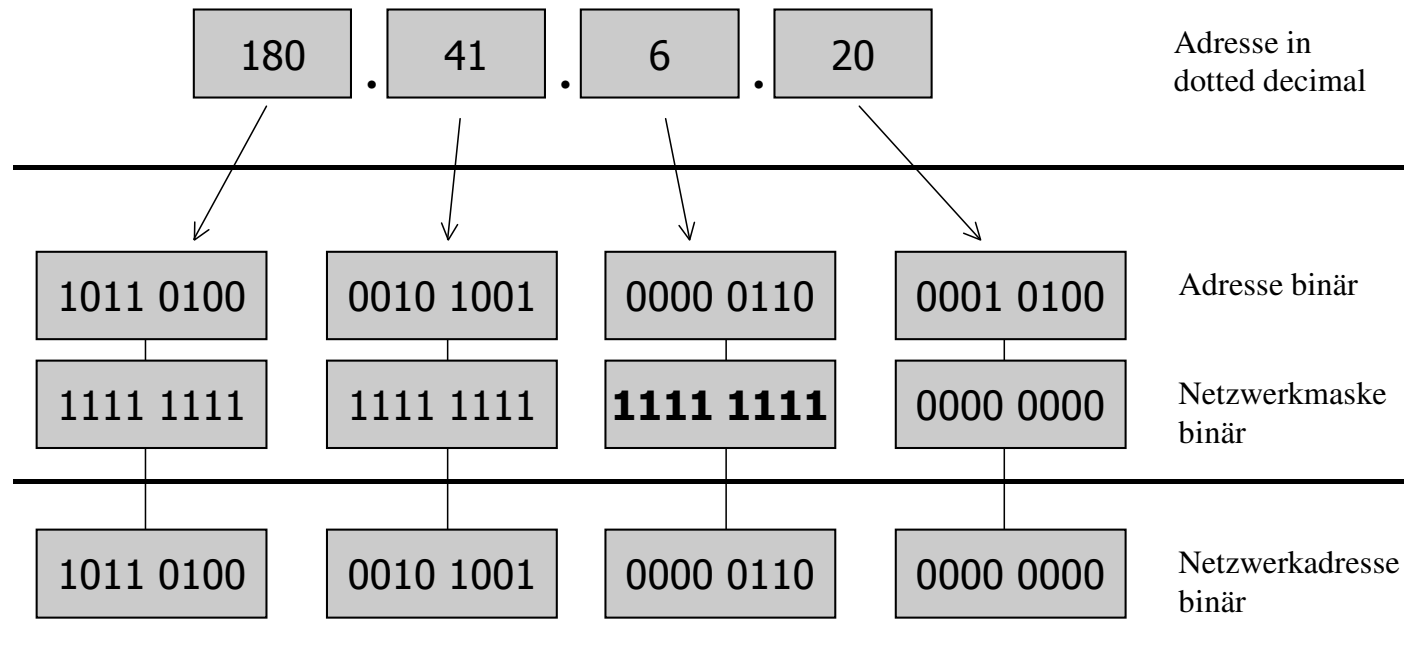 180 . 41 . 6 . 20
Adresse in
dotted decimal
1011 0100 0010 1001 0000 0110 0001 0100
Adresse binär
1111 1111 1111 1111 1111 1111 0000 0000
Netzwerkmaske
binär
1011 0100 0010 1001 0000 0110 0000 0000
Netzwerkadresse
binär